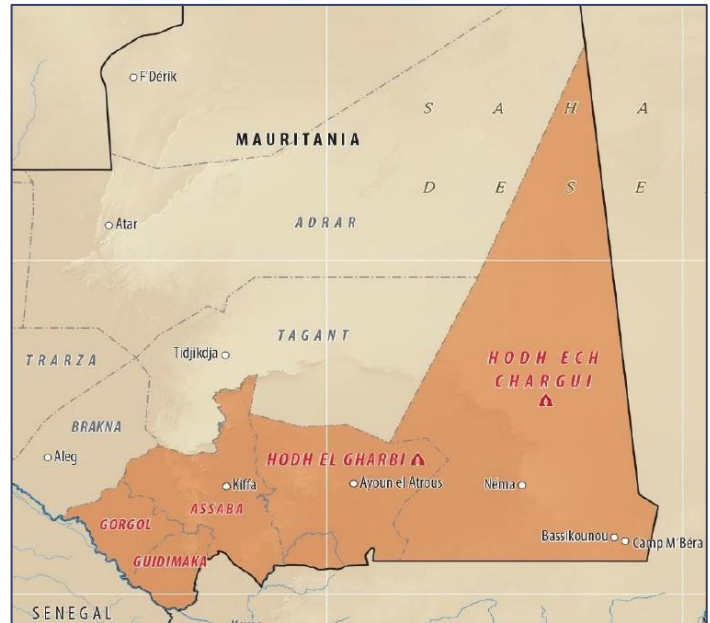 F'Dérik
S A H A
MAURITANIA
D E S E
Atar
ADRAR
TAGANT
Tidjikdja
TRARZA
HODH ECH
CHARGUI
BRAKNA
Aleg
HODH EL GHARBI
Kiffa
ASSABA
Ayoun el Atrous
Néma
GORGOL
Bassikounou
Camp M'Béra
GUIDIMAKA
SENEGAL